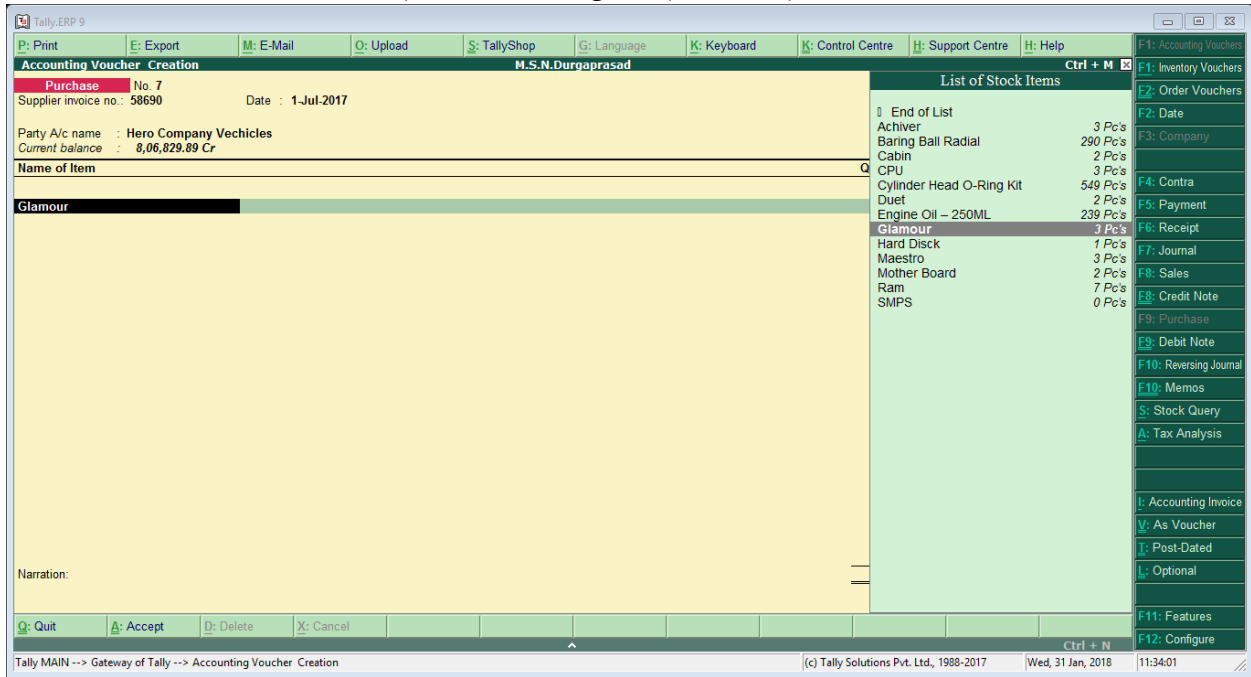 Tally.ERP 9
P: Print E: Export M: E-Mail O: Upload S: TallyShop G: Language K: Keyboard K: Control Centre H: Support Centre H: Help
Accounting Voucher Creation M.S.N.Durgaprasad Ctrl + M
Purchase No. 7
Supplier invoice no.: 58690 Date : 1-Jul-2017
Party A/c name : Hero Company Vechicles
Current balance : 8,06,829.89 Cr
Name of Item Q
Glamour
Narration:
List of Stock Items
End of List
Achiver 3 Pc's
Baring Ball Radial 290 Pc's
Cabin 2 Pc's
CPU 3 Pc's
Cylinder Head O-Ring Kit 549 Pc's
Duet 2 Pc's
Engine Oil – 250ML 239 Pc's
Glamour 3 Pc's
Hard Disck 1 Pc's
Maestro 3 Pc's
Mother Board 2 Pc's
Ram 7 Pc's
SMPS 0 Pc's
F1: Accounting Vouchers
F1: Inventory Vouchers
F2: Order Vouchers
F2: Date
F3: Company
F4: Contra
F5: Payment
F6: Receipt
F7: Journal
F8: Sales
F8: Credit Note
F9: Purchase
F9: Debit Note
F10: Reversing Journal
F10: Memos
S: Stock Query
A: Tax Analysis
I: Accounting Invoice
V: As Voucher
T: Post-Dated
L: Optional
F11: Features
F12: Configure
Q: Quit A: Accept D: Delete X: Cancel
Ctrl + N
Tally MAIN --> Gateway of Tally --> Accounting Voucher Creation (c) Tally Solutions Pvt. Ltd., 1988-2017 Wed, 31 Jan, 2018 11:34:01